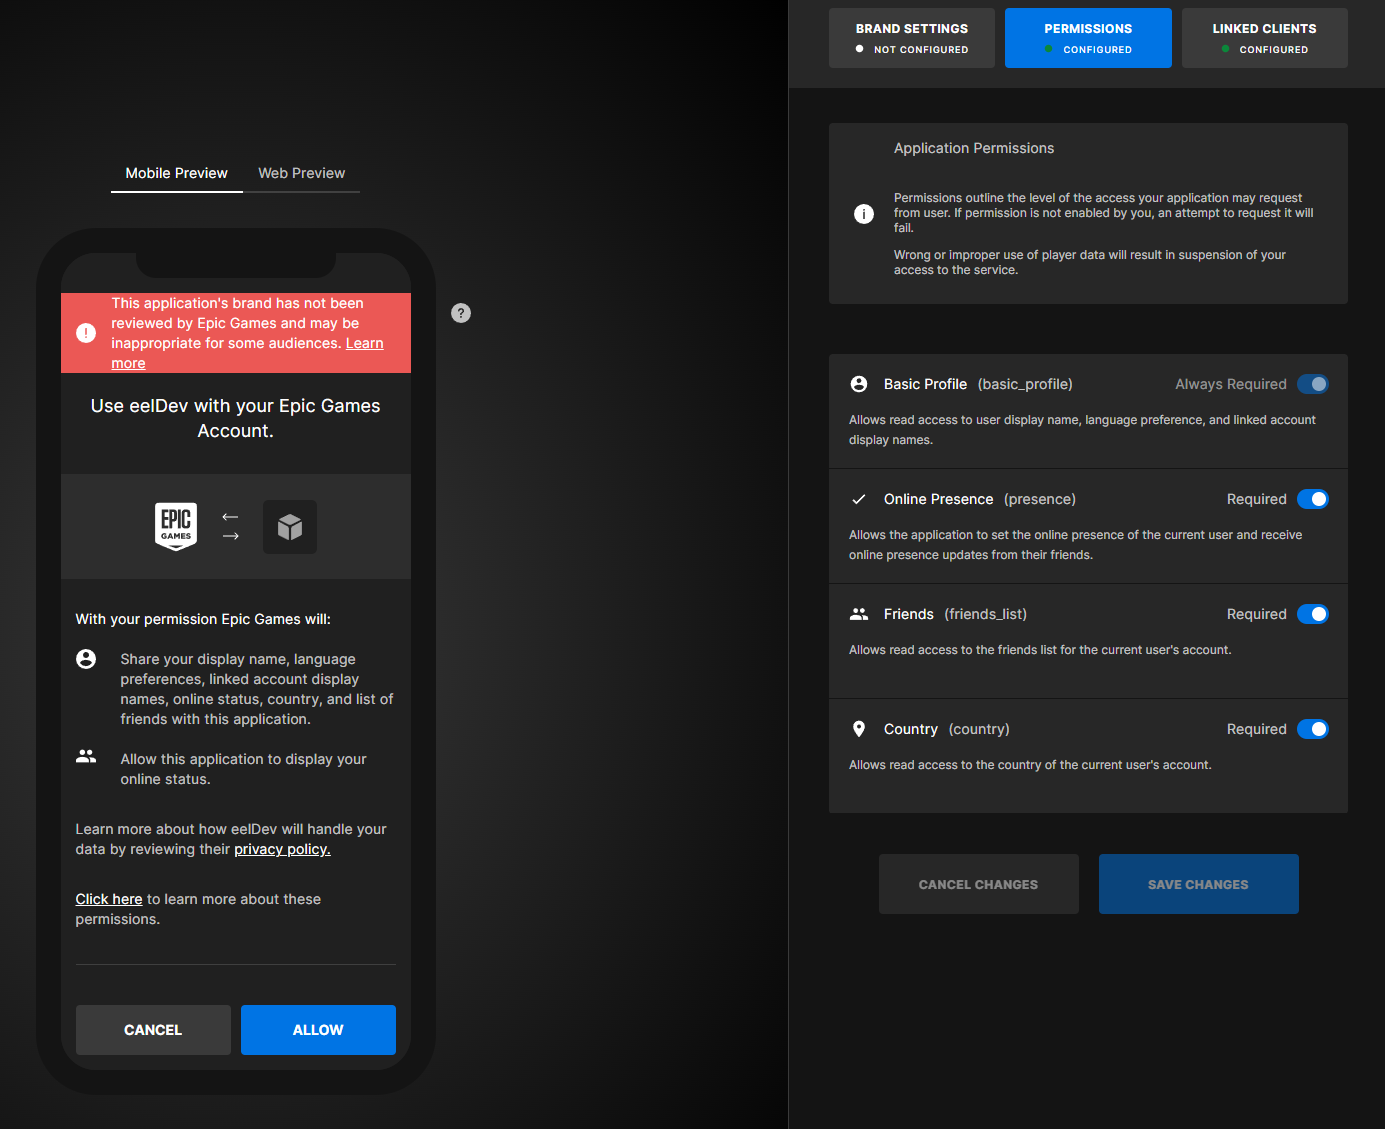 BRAND SETTINGS
NOT CONFIGURED
PERMISSIONS
CONFIGURED
LINKED CLIENTS
CONFIGURED
Mobile Preview
Web Preview
This application's brand has not been
reviewed by Epic Games and may be
inappropriate for some audiences. Learn
more
?
Use eelDev with your Epic Games
Account.
EPIC
GAMES
With your permission Epic Games will:
Share your display name, language
preferences, linked account display
names, online status, country, and list of
friends with this application.
Allow this application to display your
online status.
Learn more about how eelDev will handle your
data by reviewing their privacy policy.
Click here to learn more about these
permissions.
CANCEL
ALLOW
Application Permissions
Permissions outline the level of the access your application may request
from user. If permission is not enabled by you, an attempt to request it will
fail.
Wrong or improper use of player data will result in suspension of your
access to the service.
Basic Profile (basic_profile)
Always Required
Allows read access to user display name, language preference, and linked account
display names.
Online Presence (presence)
Required
Allows the application to set the online presence of the current user and receive
online presence updates from their friends.
Friends (friends_list)
Required
Allows read access to the friends list for the current user's account.
Country (country)
Required
Allows read access to the country of the current user's account.
CANCEL CHANGES
SAVE CHANGES